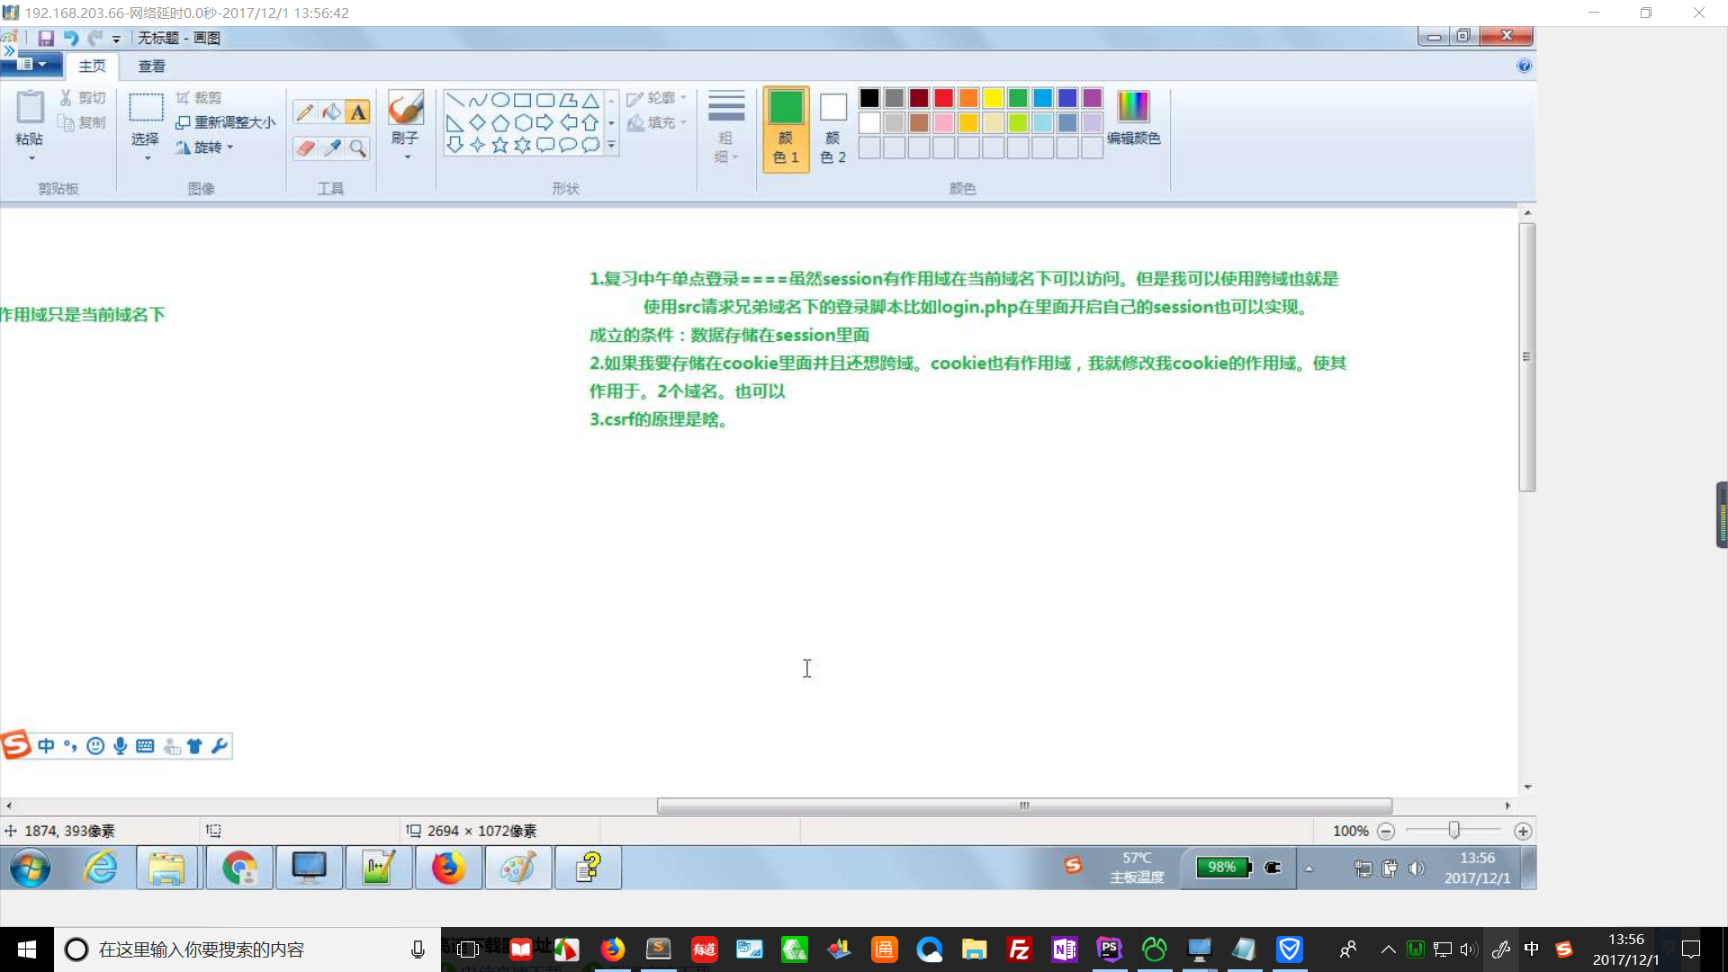 192.168.203.66-网络延时0.0秒-2017/12/1 13:56:42
无标题 - 画图
主页 查看
粘贴 剪切 复制
选择 裁剪 重新调整大小 旋转
刷子
轮廓 填充
粗细
颜色 1
颜色 2
编辑颜色
剪贴板 图像 工具 形状 颜色
作用域只是当前域名下
1.复习中午单点登录====虽然session有作用域在当前域名下可以访问。但是我可以使用跨域也就是
使用src请求兄弟域名下的登录脚本比如login.php在里面开启自己的session也可以实现。
成立的条件：数据存储在session里面
2.如果我要存储在cookie里面并且还想跨域。cookie也有作用域，我就修改我cookie的作用域。使其
作用于。2个域名。也可以
3.csrf的原理是啥。
中
1874, 393像素 2694 × 1072像素 100%
57℃
主板温度
98%
13:56
2017/12/1
在这里输入你要搜索的内容
有道
通
PS
中
13:56
2017/12/1